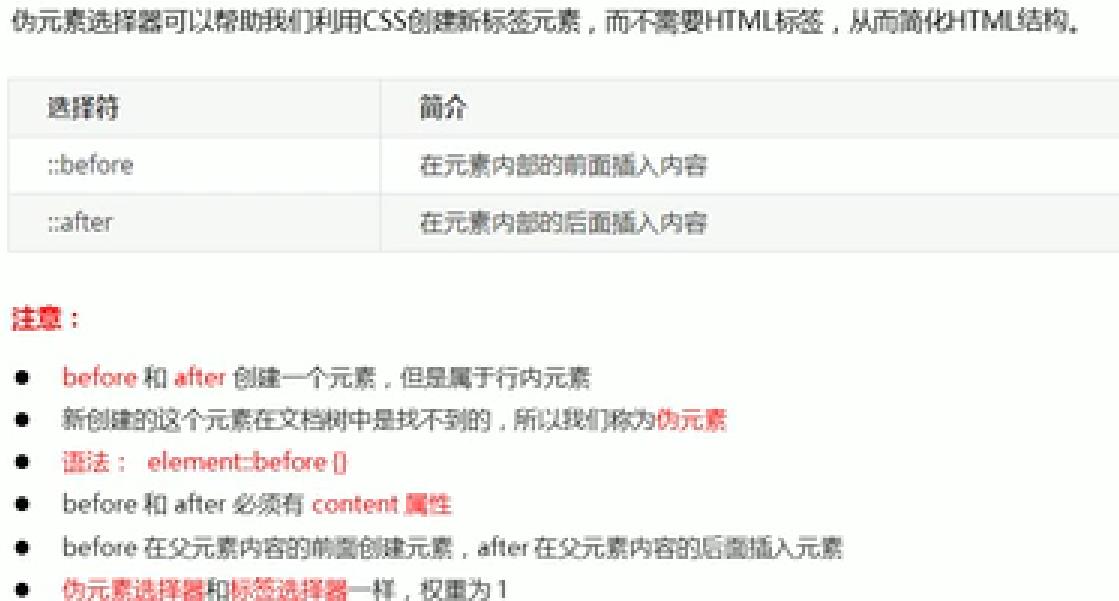 伪元素选择器可以帮助我们利用CSS创建新标签元素，而不需要HTML标签，从而简化HTML结构。
选择符 简介
::before 在元素内部的前面插入内容
::after 在元素内部的后面插入内容
注意：
● before 和 after 创建一个元素，但是属于行内元素
● 新创建的这个元素在文档树中是找不到的，所以我们称为伪元素
● 语法： element::before {}
● before 和 after 必须有 content 属性
● before 在父元素内容的前面创建元素，after 在父元素内容的后面插入元素
● 伪元素选择器和标签选择器一样，权重为 1